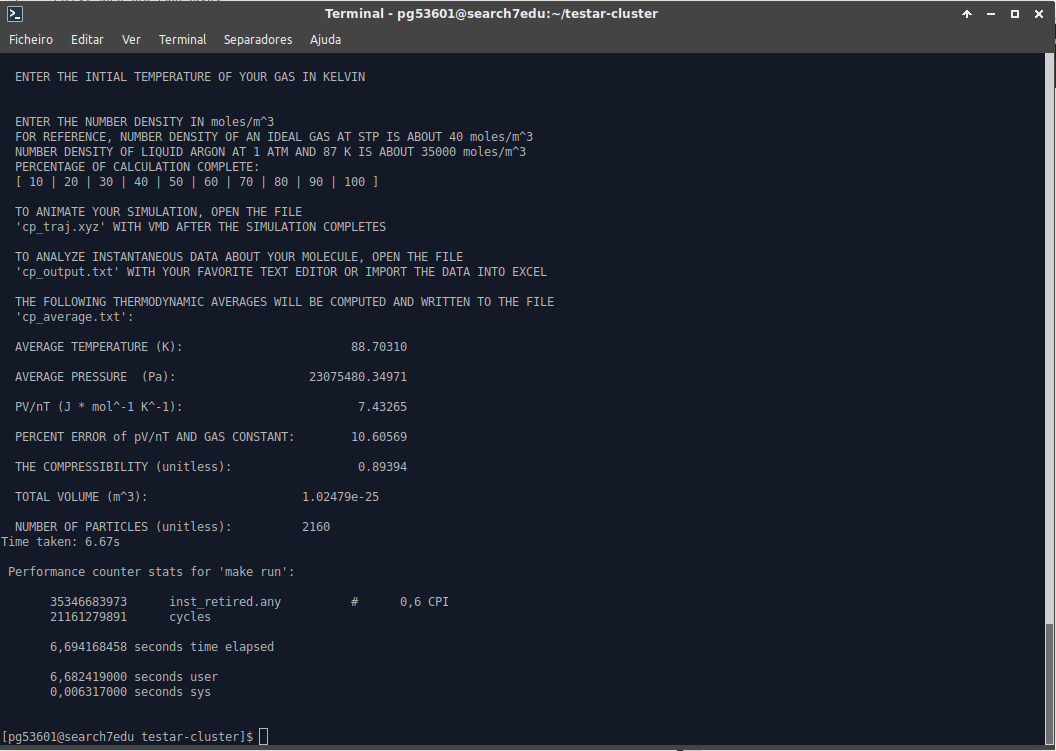 Terminal - pg53601@search7edu:~/testar-cluster
Ficheiro Editar Ver Terminal Separadores Ajuda
ENTER THE INTIAL TEMPERATURE OF YOUR GAS IN KELVIN
ENTER THE NUMBER DENSITY IN moles/m^3
FOR REFERENCE, NUMBER DENSITY OF AN IDEAL GAS AT STP IS ABOUT 40 moles/m^3
NUMBER DENSITY OF LIQUID ARGON AT 1 ATM AND 87 K IS ABOUT 35000 moles/m^3
PERCENTAGE OF CALCULATION COMPLETE:
[ 10 | 20 | 30 | 40 | 50 | 60 | 70 | 80 | 90 | 100 ]
TO ANIMATE YOUR SIMULATION, OPEN THE FILE
'cp_traj.xyz' WITH VMD AFTER THE SIMULATION COMPLETES
TO ANALYZE INSTANTANEOUS DATA ABOUT YOUR MOLECULE, OPEN THE FILE
'cp_output.txt' WITH YOUR FAVORITE TEXT EDITOR OR IMPORT THE DATA INTO EXCEL
THE FOLLOWING THERMODYNAMIC AVERAGES WILL BE COMPUTED AND WRITTEN TO THE FILE
'cp_average.txt':
AVERAGE TEMPERATURE (K): 88.70310
AVERAGE PRESSURE (Pa): 23075480.34971
PV/nT (J * mol^-1 K^-1): 7.43265
PERCENT ERROR of pV/nT AND GAS CONSTANT: 10.60569
THE COMPRESSIBILITY (unitless): 0.89394
TOTAL VOLUME (m^3): 1.02479e-25
NUMBER OF PARTICLES (unitless): 2160
Time taken: 6.67s
Performance counter stats for 'make run':
35346683973 inst_retired.any # 0,6 CPI
21161279891 cycles
6,694168458 seconds time elapsed
6,682419000 seconds user
0,006317000 seconds sys
[pg53601@search7edu testar-cluster]$